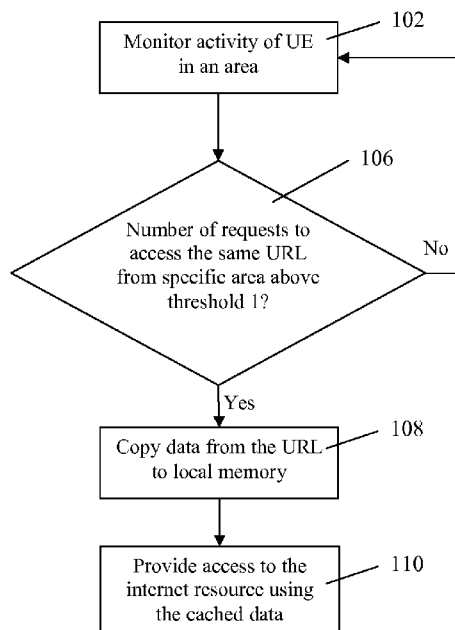 102
Monitor activity of UE
in an area
106
Number of requests to
access the same URL
from specific area above
threshold 1?
No
Yes
108
Copy data from the URL
to local memory
110
Provide access to the
internet resource using
the cached data